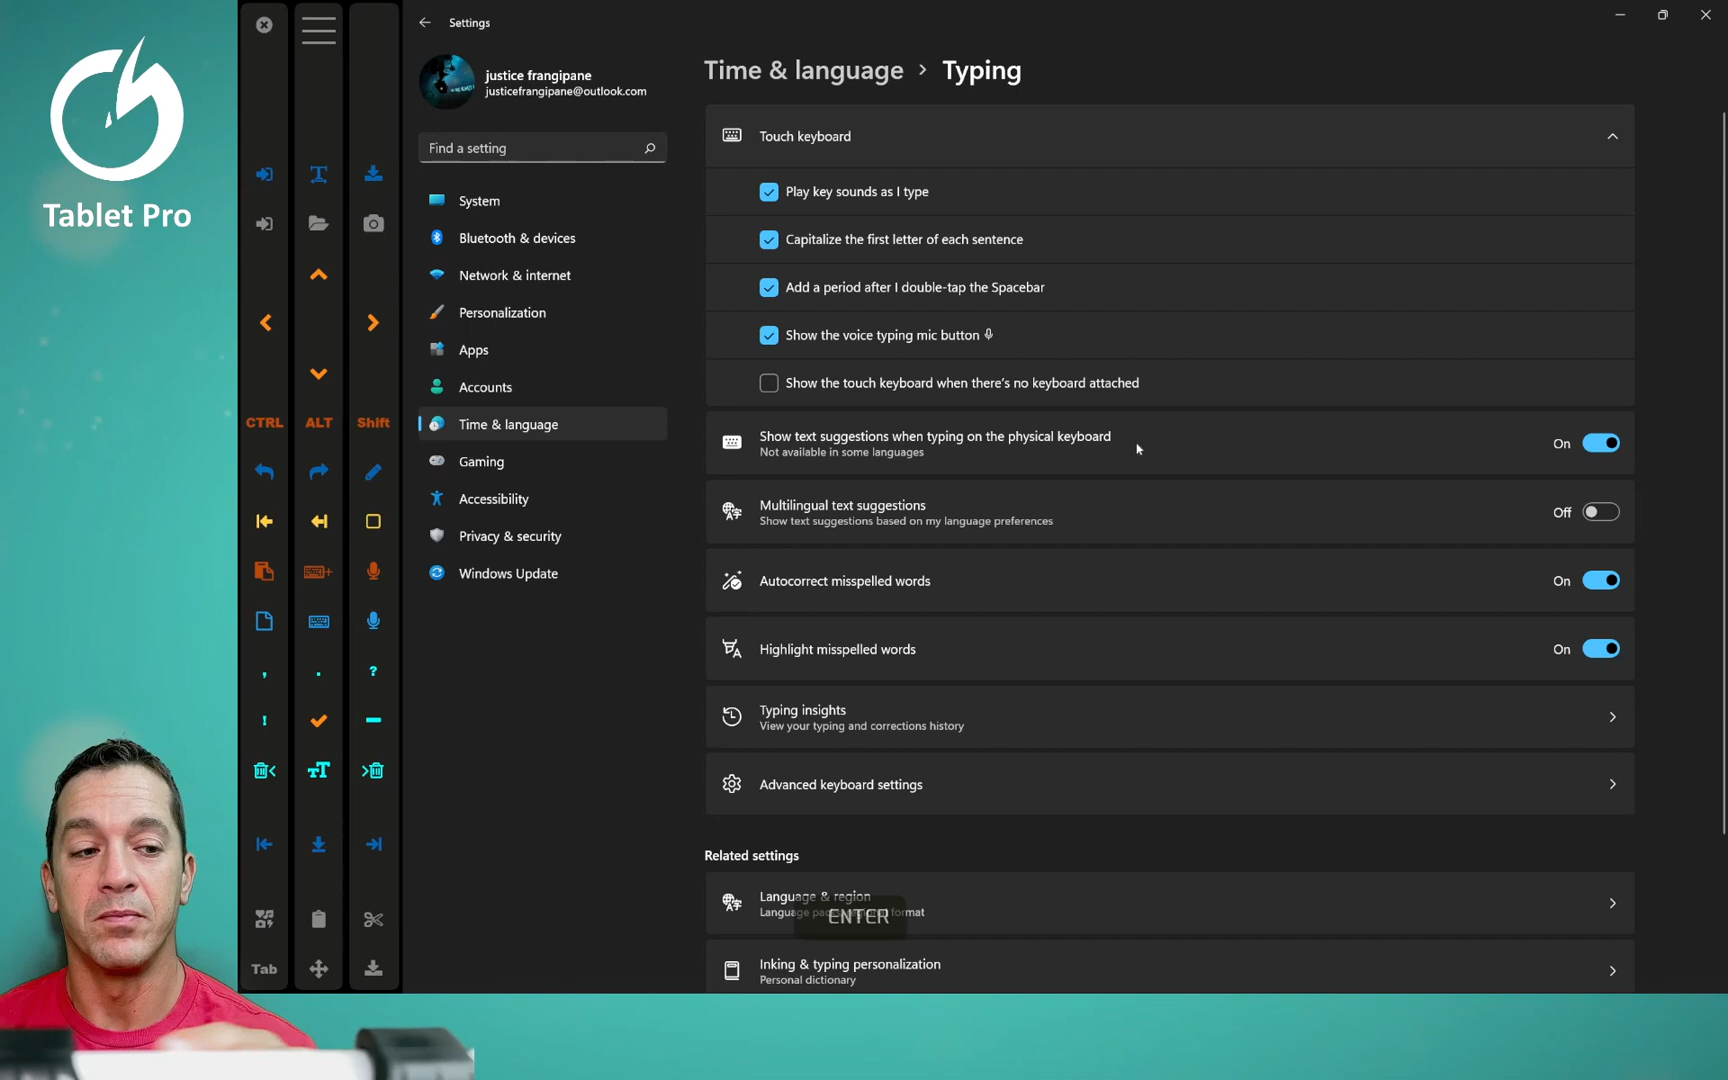 Tablet Pro
CTRL ALT Shift
, . ?
!
Tab
Settings
justice frangipane
justicefrangipane@outlook.com
Find a setting
System
Bluetooth & devices
Network & internet
Personalization
Apps
Accounts
Time & language
Gaming
Accessibility
Privacy & security
Windows Update
Time & language > Typing
Touch keyboard
Play key sounds as I type
Capitalize the first letter of each sentence
Add a period after I double-tap the Spacebar
Show the voice typing mic button
Show the touch keyboard when there's no keyboard attached
Show text suggestions when typing on the physical keyboard On
Not available in some languages
Multilingual text suggestions Off
Show text suggestions based on my language preferences
Autocorrect misspelled words On
Highlight misspelled words On
Typing insights
View your typing and corrections history
Advanced keyboard settings
Related settings
Language & region
Language format
ENTER
Inking & typing personalization
Personal dictionary